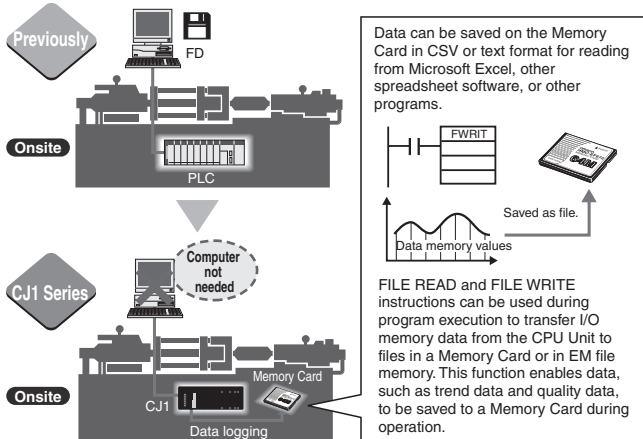 Previously
FD
Onsite
PLC
Computer
not
needed
CJ1 Series
Onsite
CJ1
Memory Card
Data logging
Data can be saved on the Memory
Card in CSV or text format for reading
from Microsoft Excel, other
spreadsheet software, or other
programs.
FWRIT
64M
Saved as file.
Data memory values
FILE READ and FILE WRITE
instructions can be used during
program execution to transfer I/O
memory data from the CPU Unit to
files in a Memory Card or in EM file
memory. This function enables data,
such as trend data and quality data,
to be saved to a Memory Card during
operation.